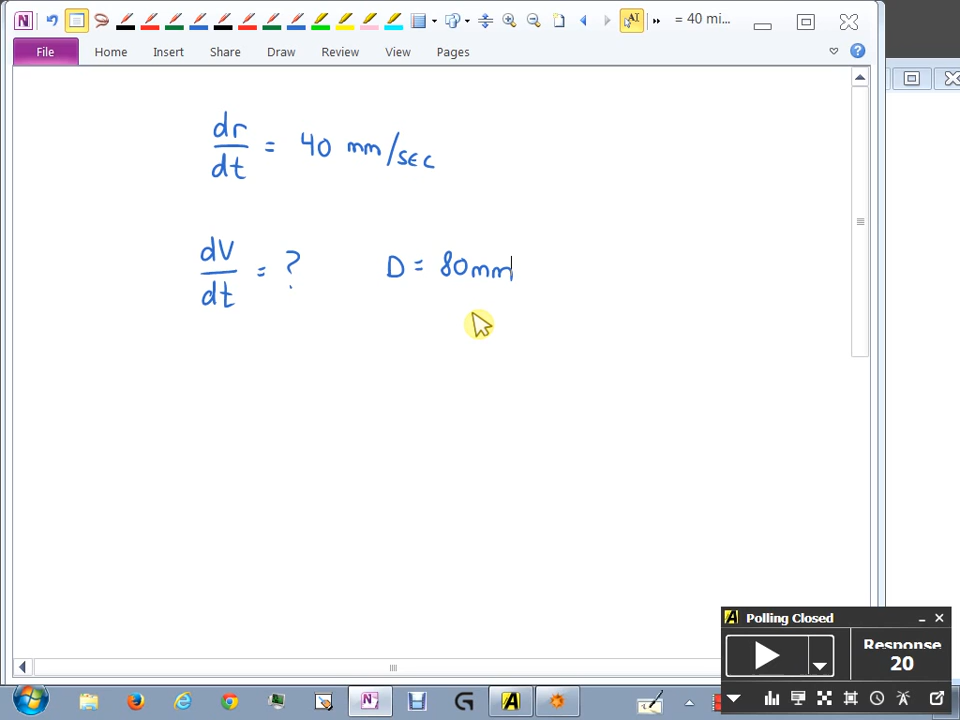 = 40 mi...
File Home Insert Share Draw Review View Pages
dr/dt = 40 mm/sec
dV/dt = ? D = 80mm
Polling Closed
Response
20